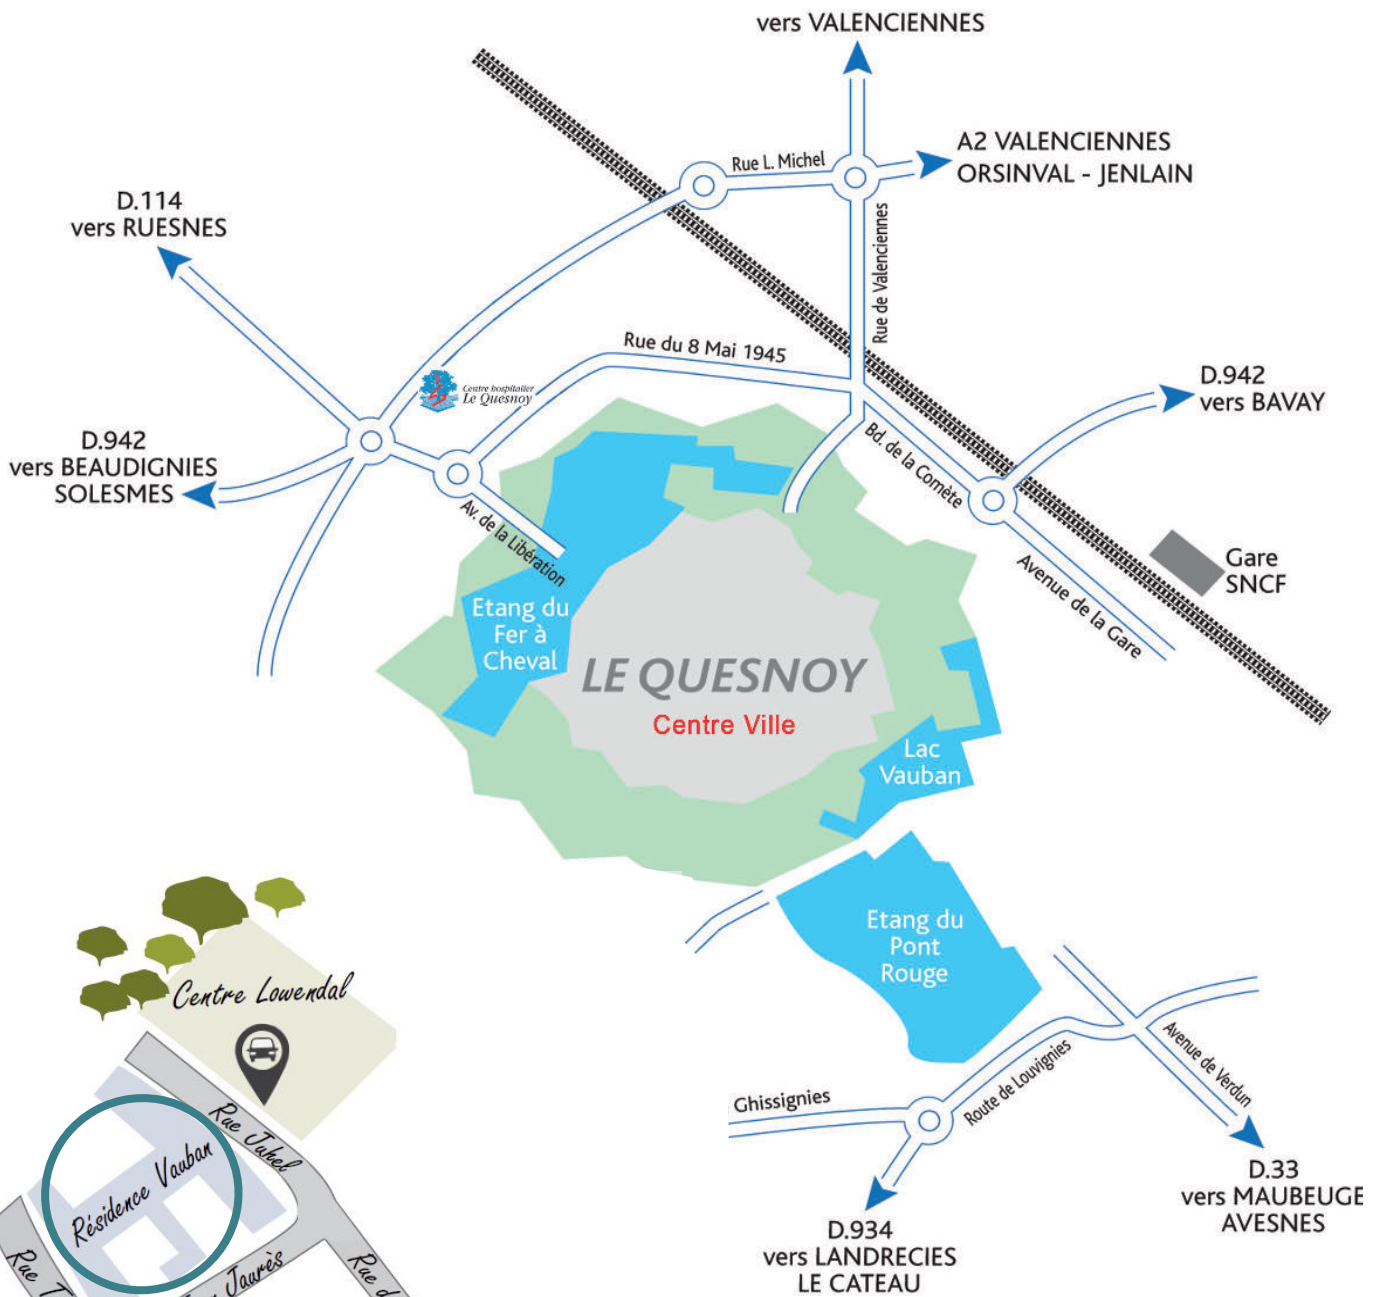 vers VALENCIENNES
A2 VALENCIENNES
ORSINVAL - JENLAIN
Rue L. Michel
D.114
vers RUESNES
Rue de Valenciennes
Rue du 8 Mai 1945
Centre hospitalier
Le Quesnoy
D.942
vers BAVAY
D.942
vers BEAUDIGNIES
SOLESMES
Bd. de la Comète
Av. de la Libération
Avenue de la Gare
Gare
SNCF
Etang du
Fer à
Cheval
LE QUESNOY
Centre Ville
Lac
Vauban
Etang du
Pont
Rouge
Centre Lowendal
Rue Juhel
Résidence Vauban
Rue T
Jaurès
Rue d
Ghissignies
Route de Louvignies
Avenue de Verdun
D.33
vers MAUBEUGE
AVESNES
D.934
vers LANDRECIES
LE CATEAU